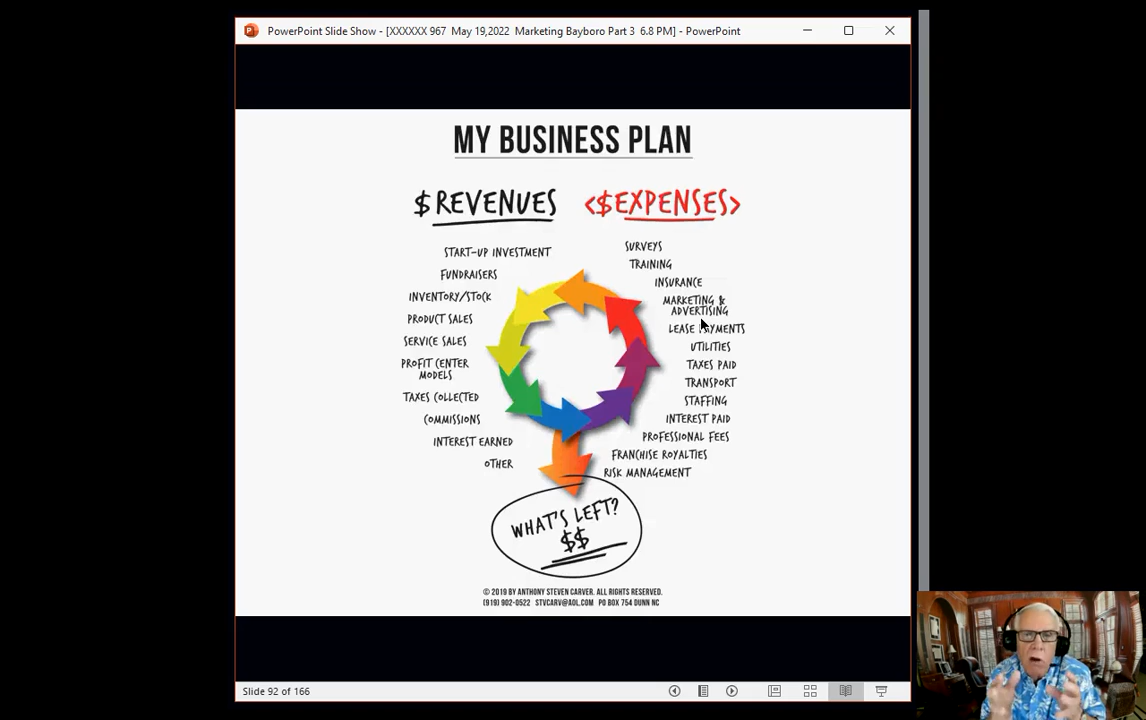 PowerPoint Slide Show - [XXXXXX 967 May 19,2022 Marketing Bayboro Part 3 6.8 PM] - PowerPoint
MY BUSINESS PLAN
$ REVENUES
<$EXPENSES>
START-UP INVESTMENT
FUNDRAISERS
INVENTORY/STOCK
PRODUCT SALES
SERVICE SALES
PROFIT CENTER
MODELS
TAXES COLLECTED
COMMISSIONS
INTEREST EARNED
OTHER
SURVEYS
TRAINING
INSURANCE
MARKETING &
ADVERTISING
LEASE PAYMENTS
UTILITIES
TAXES PAID
TRANSPORT
STAFFING
INTEREST PAID
PROFESSIONAL FEES
FRANCHISE ROYALTIES
RISK MANAGEMENT
WHAT'S LEFT?
$$
© 2019 BY ANTHONY STEVEN CARVER. ALL RIGHTS RESERVED.
(919) 902-0522 STVCARV@AOL.COM PO BOX 754 DUNN NC
Slide 92 of 166